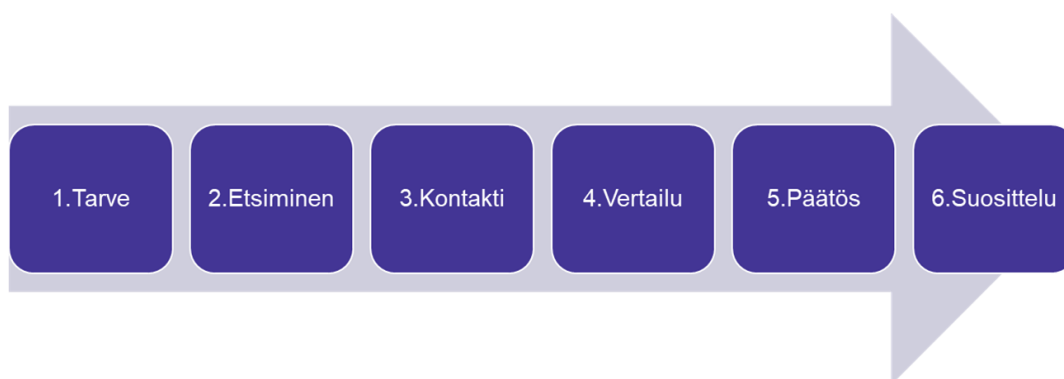 1.Tarve
2.Etsiminen
3.Kontakti
4.Vertailu
5.Päätös
6.Suosittelu